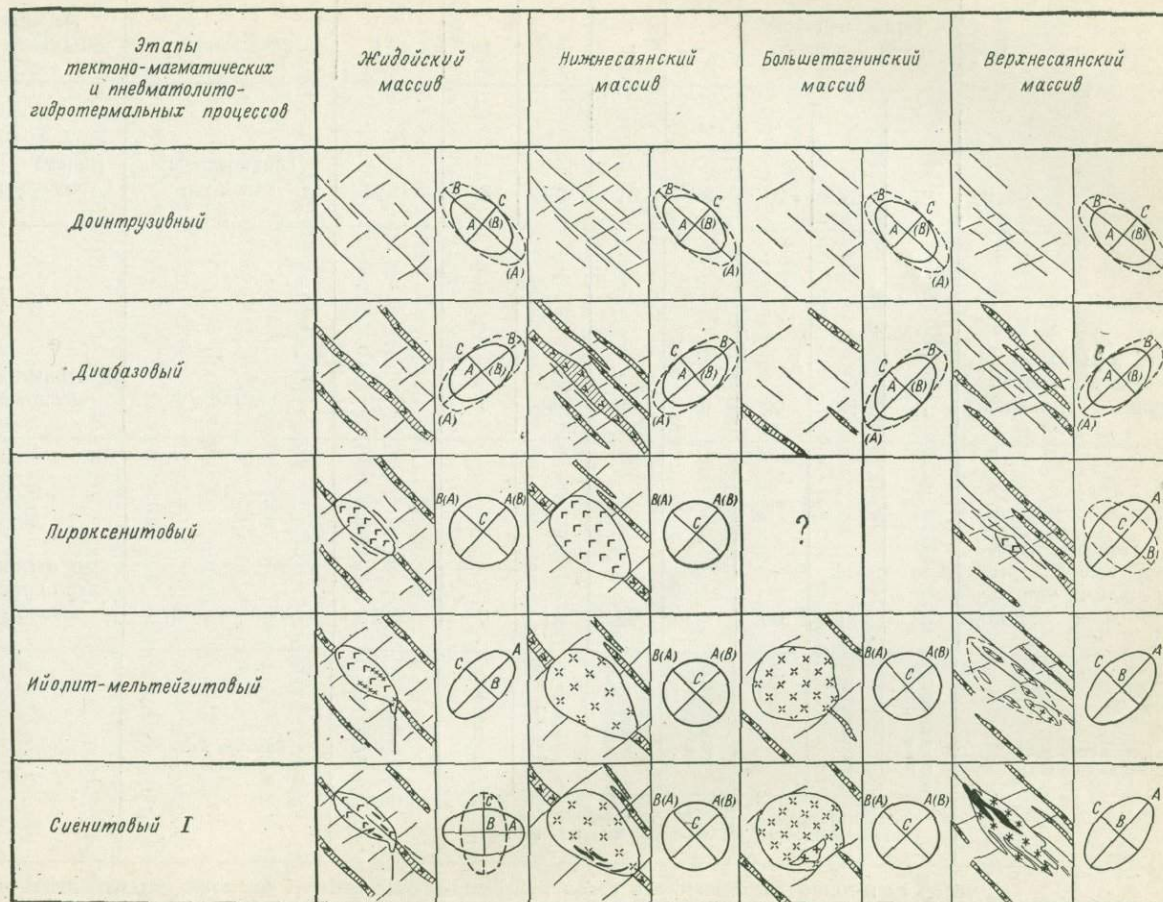 Этапы
тектоно-магматических
и пневматолито-
гидротермальных процессов
Жидойский
массив
Нижнесаянский
массив
Большетагнинский
массив
Верхнесаянский
массив
Доинтрузивный
B C
A (B)
(A)
B C
A (B)
(A)
B C
A (B)
(A)
B C
A (B)
Диабазовый
C B
A (B)
(A)
C B
A (B)
(A)
C B
A (B)
(A)
C B
A (B)
(A)
Пироксенитовый
B(A) A(B)
C
B(A) A(B)
C
?
A
C
B
Ийолит-мельтейгитовый
C A
B
B(A) A(B)
C
B(A) A(B)
C
C A
B
Сиенитовый I
C
B A
B(A) A(B)
C
B(A) A(B)
C
C A
B